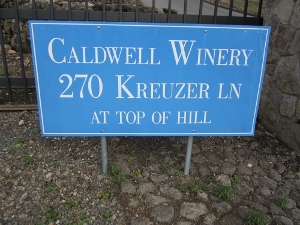 Caldwell Winery
270 Kreuzer Ln
at top of hill